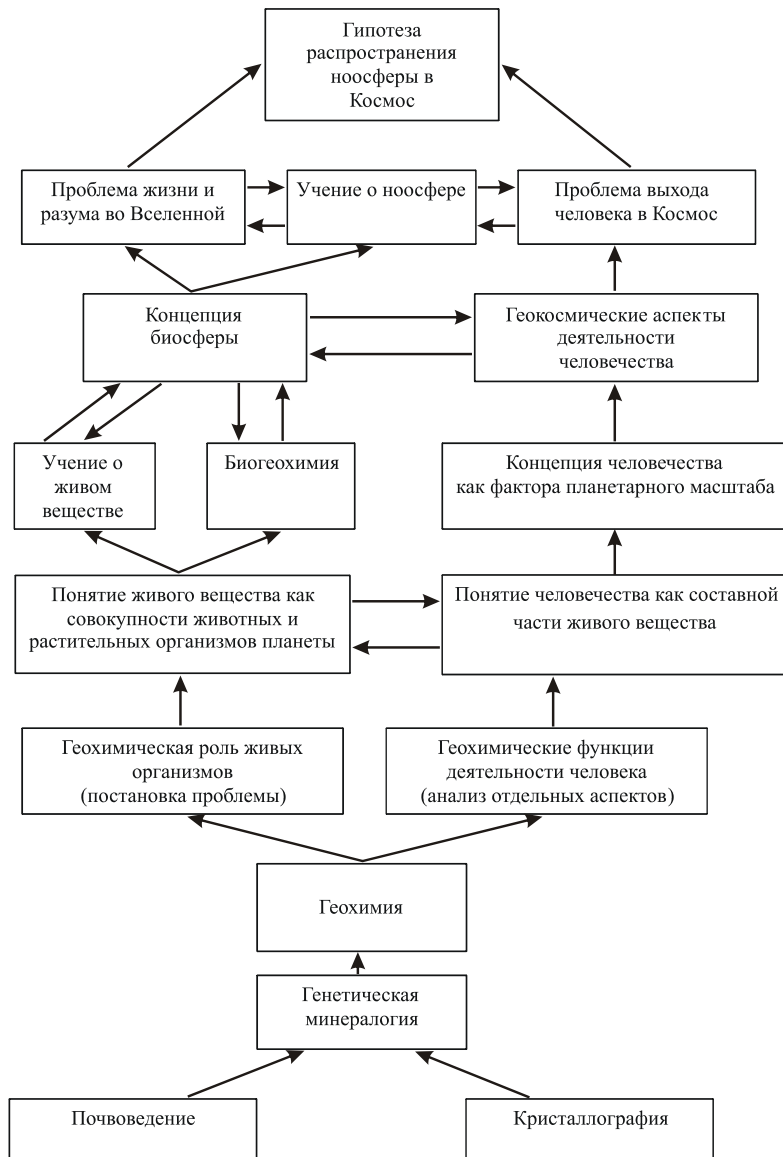 Гипотеза
распространения
ноосферы в
Космос
Проблема жизни и
разума во Вселенной
Учение о ноосфере
Проблема выхода
человека в Космос
Концепция
биосферы
Геокосмические аспекты
деятельности
человечества
Учение о
живом
веществе
Биогеохимия
Концепция человечества
как фактора планетарного масштаба
Понятие живого вещества как
совокупности животных и
растительных организмов планеты
Понятие человечества как составной
части живого вещества
Геохимическая роль живых
организмов
(постановка проблемы)
Геохимические функции
деятельности человека
(анализ отдельных аспектов)
Геохимия
Генетическая
минералогия
Почвоведение
Кристаллография